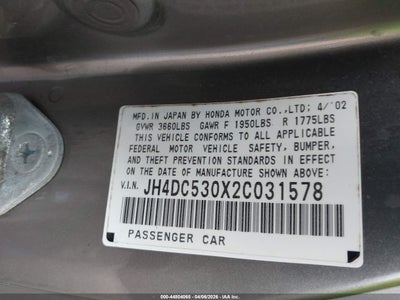 MFD.IN JAPAN BY HONDA MOTOR CO.,LTD; 4/'02
GVWR 3660LBS GAWR F 1950LBS R 1775LBS
THIS VEHICLE CONFORMS TO ALL APPLICABLE
FEDERAL MOTOR VEHICLE SAFETY, BUMPER,
AND THEFT PREVENTION STANDARDS IN EFFECT
ON THE DATE OF MANUFACTURE SHOWN ABOVE:
V.I.N. JH4DC530X2C031578
PASSENGER CAR
000-44804065 - 04/06/2026 - IAA Inc.